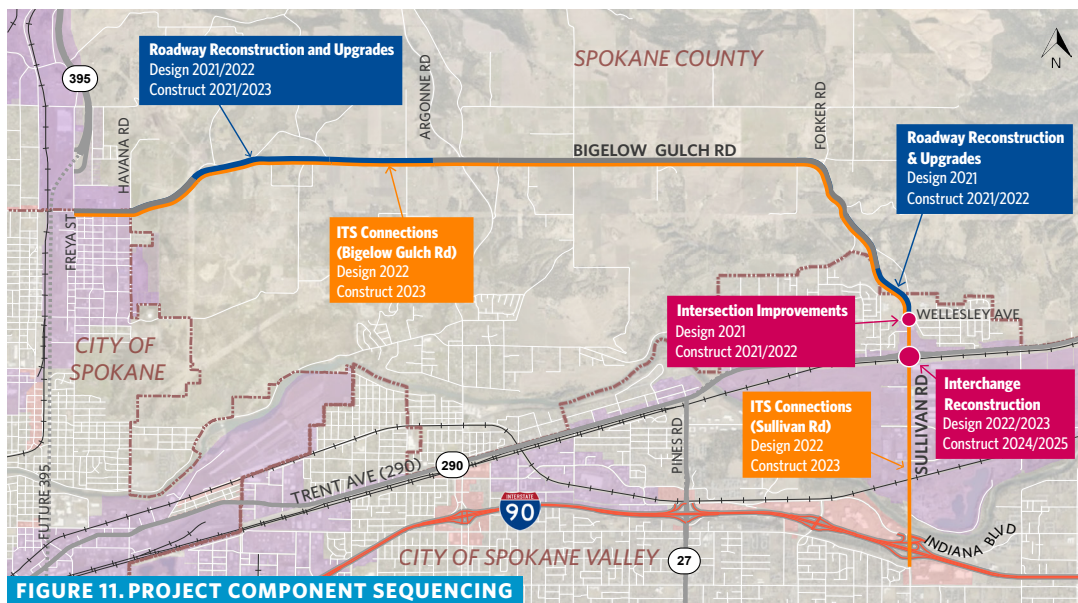 Roadway Reconstruction and Upgrades
Design 2021/2022
Construct 2021/2023
SPOKANE COUNTY
N
395
HAVANA RD
ARGONNE RD
FORKER RD
BIGELOW GULCH RD
Roadway Reconstruction
& Upgrades
Design 2021
Construct 2021/2022
FREYA ST
ITS Connections
(Bigelow Gulch Rd)
Design 2022
Construct 2023
Intersection Improvements
Design 2021
Construct 2021/2022
WELLESLEY AVE
CITY OF
SPOKANE
Interchange
Reconstruction
Design 2022/2023
Construct 2024/2025
ITS Connections
(Sullivan Rd)
Design 2022
Construct 2023
SULLIVAN RD
PINES RD
FUTURE 395
TRENT AVE (290)
290
INTERSTATE
90
INDIANA BLVD
CITY OF SPOKANE VALLEY
27
FIGURE 11. PROJECT COMPONENT SEQUENCING